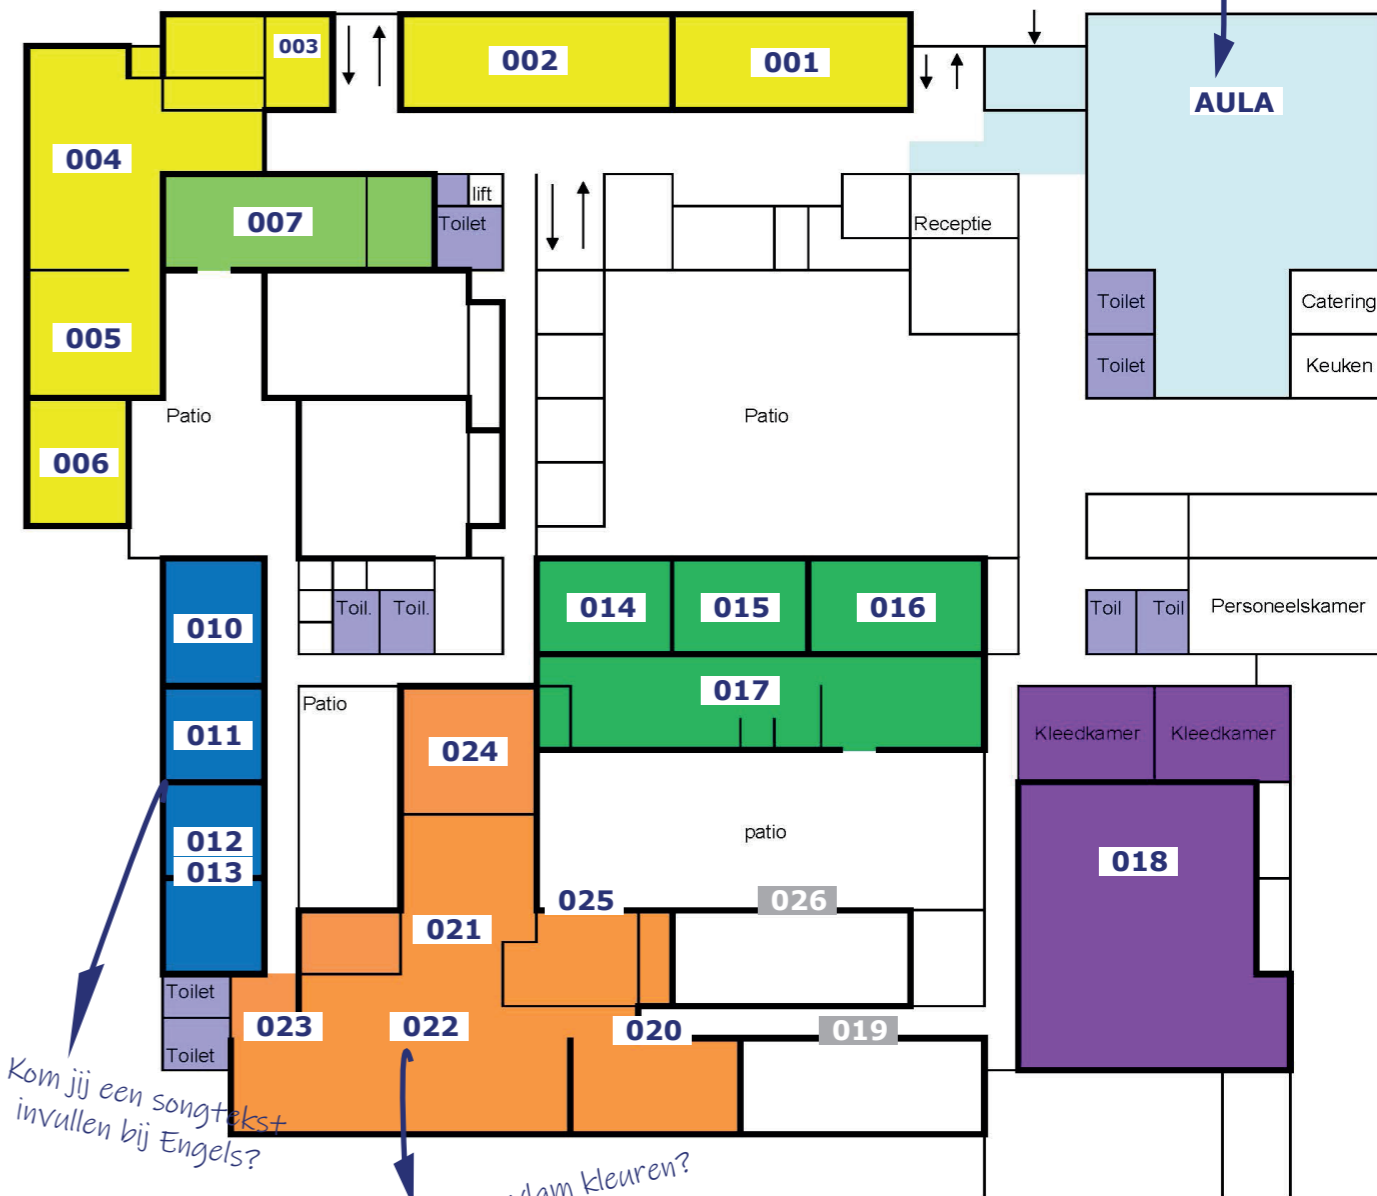 003
002
001
AULA
004
lift
007
Toilet
Receptie
Toilet
Catering
005
Toilet
Keuken
Patio
Patio
006
014
015
016
Toil.
Toil.
Toil
Toil
Personeelskamer
010
017
Patio
011
024
Kleedkamer
Kleedkamer
patio
012
013
018
025
026
021
Toilet
023
022
020
019
Toilet
Kom jij een songtekst
invullen bij Engels?
kleuren?